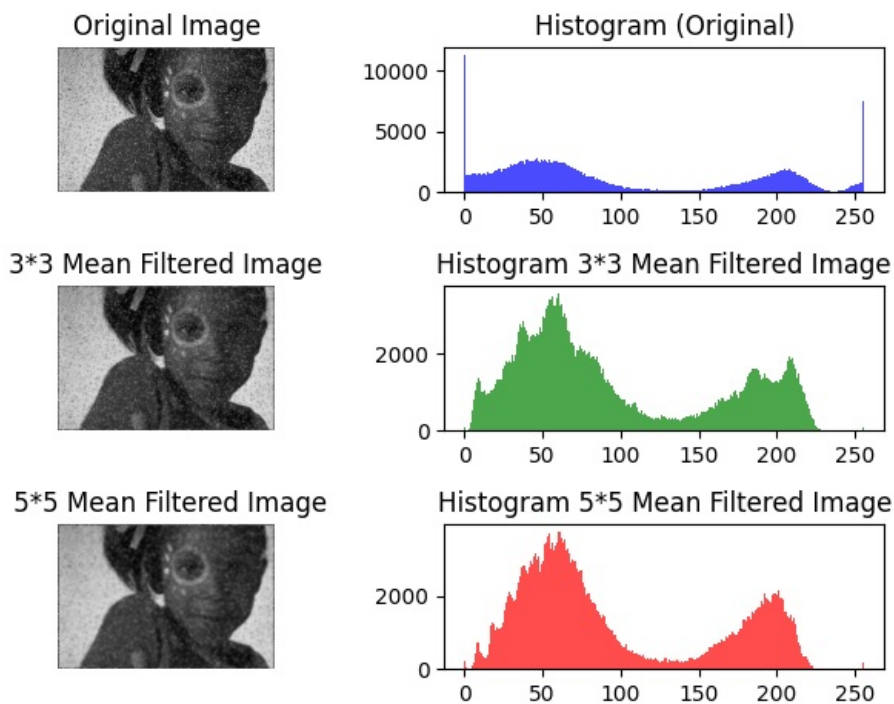 Original Image
Histogram (Original)
10000
5000
0
0 50 100 150 200 250
3*3 Mean Filtered Image
Histogram 3*3 Mean Filtered Image
2000
0
0 50 100 150 200 250
5*5 Mean Filtered Image
Histogram 5*5 Mean Filtered Image
2000
0
0 50 100 150 200 250